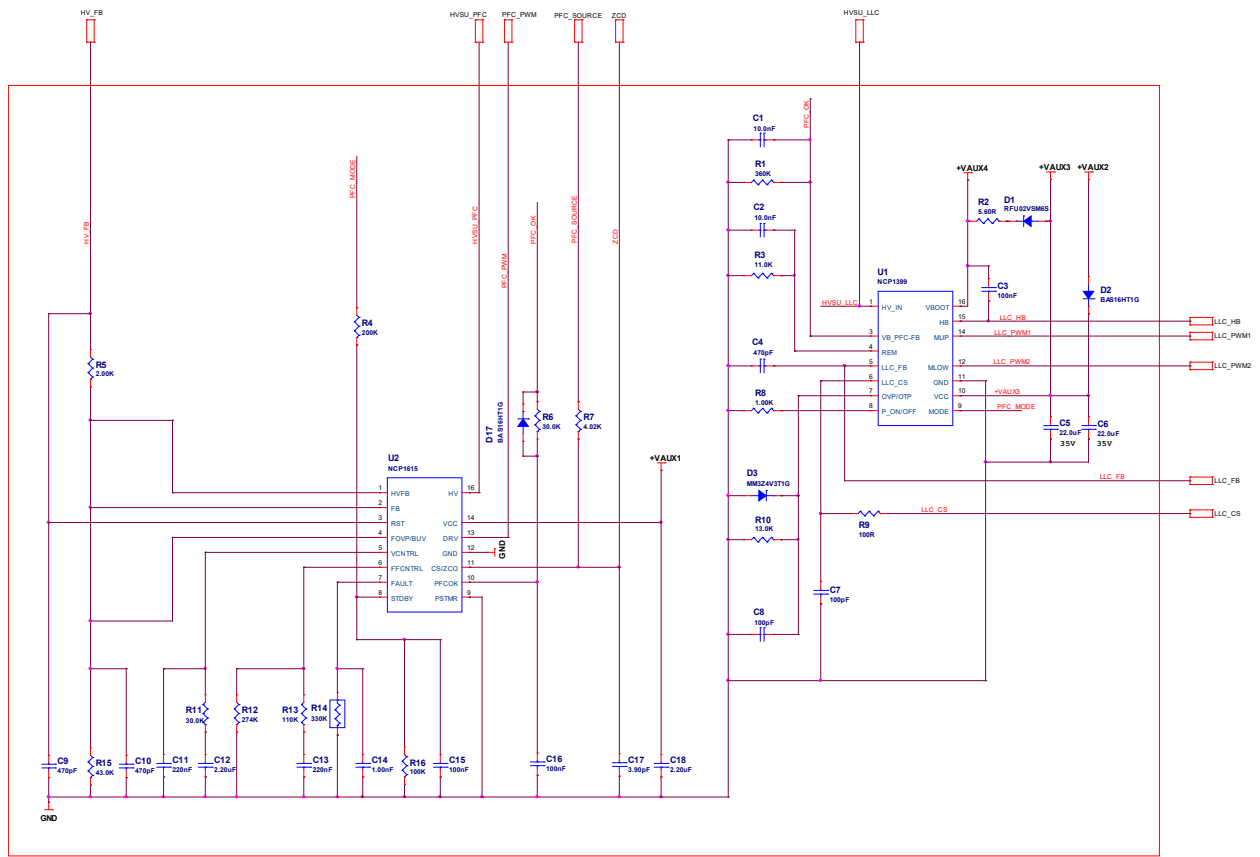 HV_FB
HVSU_PFC
PFC_PWM
PFC_SOURCE
ZCD
HVSU_LLC
HV_FB
PFC_MODE
HVSU_PFC
PFC_PWM
PFC_OK
PFC_SOURCE
ZCD
PFC_OK
C1
10.0nF
R1
360K
C2
10.0nF
R3
11.0K
+VAUX4
+VAUX3
+VAUX2
R2
5.60R
D1
RFU02VSM6S
C3
100nF
D2
BAS16HT1G
U1
NCP1399
HVSU_LLC
1
HV_IN
3
VB_PFC-FB
4
REM
5
LLC_FB
6
LLC_CS
7
OVP/OTP
8
P_ON/OFF
VBOOT
16
HB
15
MUP
14
MLOW
12
GND
11
VCC
10
MODE
9
LLC_HB
LLC_PWM1
LLC_PWM2
+VAUX3
PFC_MODE
LLC_HB
LLC_PWM1
LLC_PWM2
C4
470pF
R8
1.00K
C5
22.0uF
35V
C6
22.0uF
35V
R4
200K
R5
2.00K
D17
BAS16HT1G
R6
30.0K
R7
4.02K
+VAUX1
U2
NCP1615
1
HVFB
2
FB
3
RST
4
FOVP/BUV
5
VCNTRL
6
FFCNTRL
7
FAULT
8
STDBY
HV
16
VCC
14
DRV
13
GND
12
CS/ZCO
11
PFCOK
10
PSTMR
9
GND
D3
MM3Z4V3T1G
R10
13.0K
LLC_FB
LLC_FB
LLC_CS
LLC_CS
R9
100R
C7
100pF
C8
100pF
R11
30.0K
R12
274K
R13
110K
R14
330K
C9
470pF
R15
43.0K
C10
470pF
C11
220nF
C12
2.20uF
C13
220nF
C14
1.00nF
R16
100K
C15
100nF
C16
100nF
C17
3.90pF
C18
2.20uF
GND